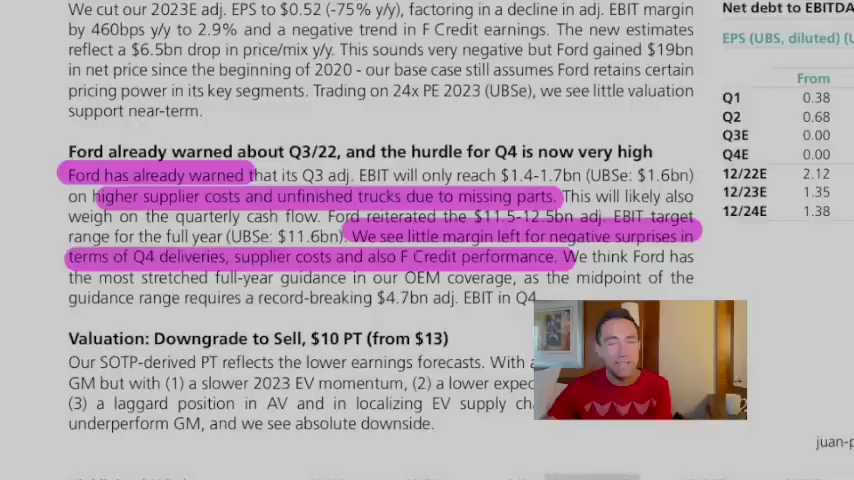 We cut our 2023E adj. EPS to $0.52 (-75% y/y), factoring in a decline in adj. EBIT margin
by 460bps y/y to 2.9% and a negative trend in F Credit earnings. The new estimates
reflect a $6.5bn drop in price/mix y/y. This sounds very negative but Ford gained $19bn
in net price since the beginning of 2020 - our base case still assumes Ford retains certain
pricing power in its key segments. Trading on 24x PE 2023 (UBSe), we see little valuation
support near-term.
Ford already warned about Q3/22, and the hurdle for Q4 is now very high
Ford has already warned that its Q3 adj. EBIT will only reach $1.4-1.7bn (UBSe: $1.6bn)
on higher supplier costs and unfinished trucks due to missing parts. This will likely also
weigh on the quarterly cash flow. Ford reiterated the $11.5-12.5bn adj. EBIT target
range for the full year (UBSe: $11.6bn). We see little margin left for negative surprises in
terms of Q4 deliveries, supplier costs and also F Credit performance. We think Ford has
the most stretched full-year guidance in our OEM coverage, as the midpoint of the
guidance range requires a record-breaking $4.7bn adj. EBIT in Q4.
Valuation: Downgrade to Sell, $10 PT (from $13)
Our SOTP-derived PT reflects the lower earnings forecasts. With
GM but with (1) a slower 2023 EV momentum, (2) a lower
(3) a laggard position in AV and in localizing EV supply
underperform GM, and we see absolute downside.
Net debt to EBITDA
EPS (UBS, diluted)
From
Q1 0.38
Q2 0.68
Q3E 0.00
Q4E 0.00
12/22E 2.12
12/23E 1.35
12/24E 1.38